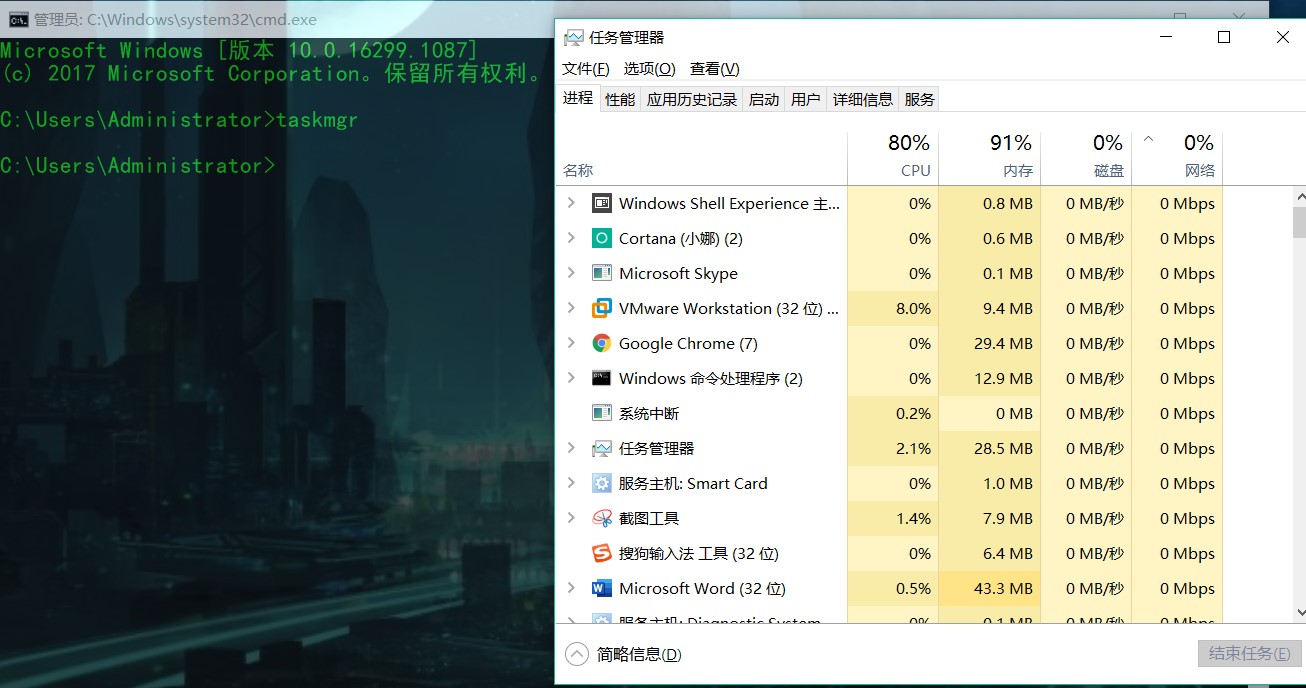 管理员: C:\Windows\system32\cmd.exe
Microsoft Windows [版本 10.0.16299.1087]
(c) 2017 Microsoft Corporation。保留所有权利。
C:\Users\Administrator>taskmgr
C:\Users\Administrator>
任务管理器
文件(F) 选项(O) 查看(V)
进程 性能 应用历史记录 启动 用户 详细信息 服务
80% 91% 0% 0%
名称 CPU 内存 磁盘 网络
Windows Shell Experience 主... 0% 0.8 MB 0 MB/秒 0 Mbps
Cortana (小娜) (2) 0% 0.6 MB 0 MB/秒 0 Mbps
Microsoft Skype 0% 0.1 MB 0 MB/秒 0 Mbps
VMware Workstation (32 位) ... 8.0% 9.4 MB 0 MB/秒 0 Mbps
Google Chrome (7) 0% 29.4 MB 0 MB/秒 0 Mbps
Windows 命令处理程序 (2) 0% 12.9 MB 0 MB/秒 0 Mbps
系统中断 0.2% 0 MB 0 MB/秒 0 Mbps
任务管理器 2.1% 28.5 MB 0 MB/秒 0 Mbps
服务主机: Smart Card 0% 1.0 MB 0 MB/秒 0 Mbps
截图工具 1.4% 7.9 MB 0 MB/秒 0 Mbps
搜狗输入法 工具 (32 位) 0% 6.4 MB 0 MB/秒 0 Mbps
Microsoft Word (32 位) 0.5% 43.3 MB 0 MB/秒 0 Mbps
服务主机: Diagnostic System 0% 0.1 MB 0 MB/秒 0 Mbps
简略信息(D) 结束任务(E)